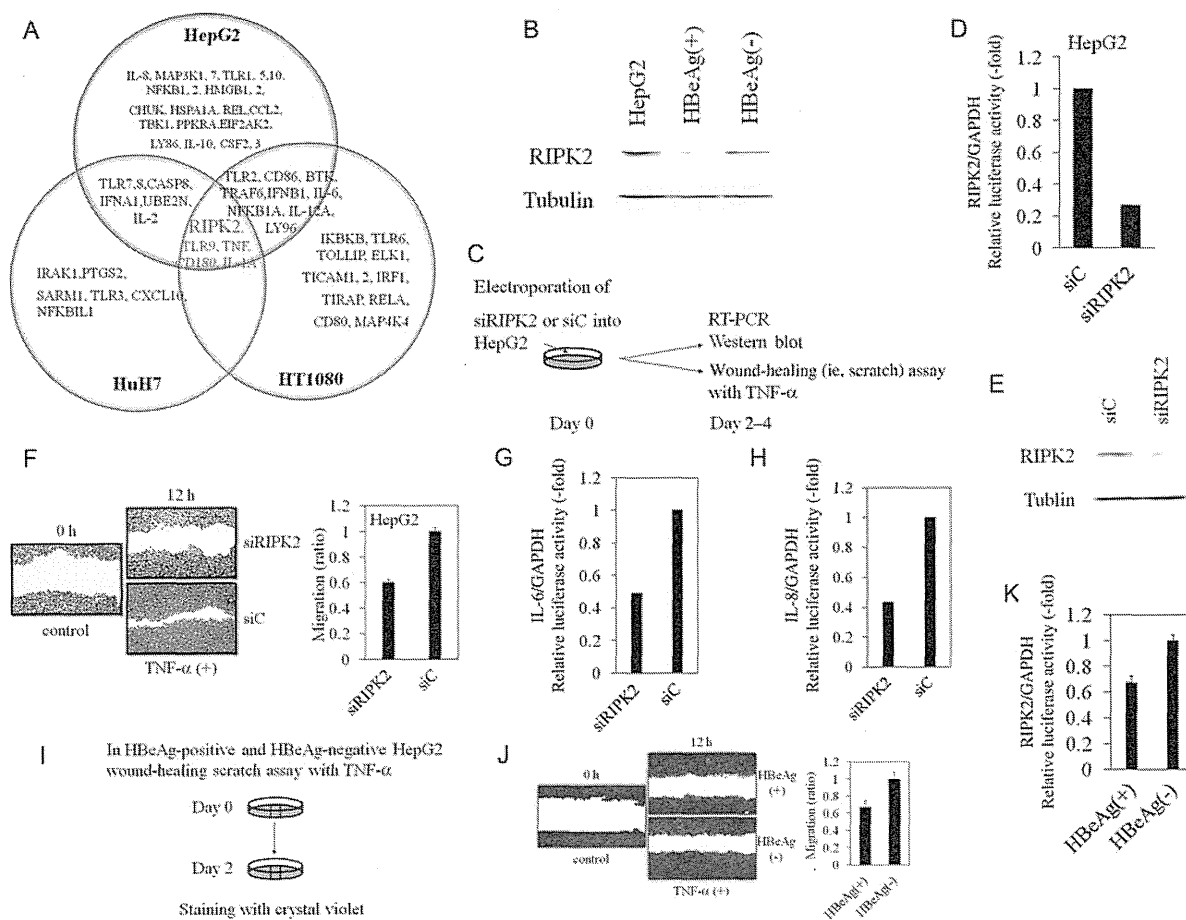 A
HepG2
IL-8, MAP3K1, 7, TLR1, 5,10,
NFKB1, 2, HMGB1, 2,
CHUK, HSPA1A, REL,CCL2,
TBK1, PPKRA,EIF2AK2,
LY86, IL-10, CSF2, 3
TLR7,8,CASP8,
IFNA1,UBE2N,
IL-2
TLR2, CD86, BTK,
TRAF6,IFNB1, IL-6,
NFKB1A, IL-12A,
LY96
RIPK2,
TLR9, TNF,
CD180, IL-1A
IRAK1,PTGS2,
SARM1, TLR3, CXCL10,
NFKBIL1
IKBKB, TLR6,
TOLLIP, ELK1,
TICAM1, 2, IRF1,
TIRAP, RELA,
CD80, MAP4K4
HuH7
HT1080
B
HepG2
HBeAg(+)
HBeAg(-)
RIPK2
Tubulin
C
Electroporation of
siRIPK2 or siC into
HepG2
RT-PCR
Western blot
Wound-healing (ie, scratch) assay
with TNF-α
Day 0
Day 2–4
D
HepG2
RIPK2/GAPDH
Relative luciferase activity (-fold)
1.2
1
0.8
0.6
0.4
0.2
0
siC
siRIPK2
E
siC
siRIPK2
RIPK2
Tublin
F
0 h
control
12 h
siRIPK2
siC
TNF-α (+)
HepG2
Migration (ratio)
1.2
1
0.8
0.6
0.4
0.2
0
siRIPK2
siC
G
IL-6/GAPDH
Relative luciferase activity (-fold)
1.2
1
0.8
0.6
0.4
0.2
0
siRIPK2
siC
H
IL-8/GAPDH
Relative luciferase activity (-fold)
1.2
1
0.8
0.6
0.4
0.2
0
siRIPK2
siC
I
In HBeAg-positive and HBeAg-negative HepG2
wound-healing scratch assay with TNF-α
Day 0
Day 2
Staining with crystal violet
J
0 h
control
12 h
HBeAg
(+)
HBeAg
(-)
TNF-α (+)
Migration (ratio)
1.2
1
0.8
0.6
0.4
0.2
0
HBeAg(+)
HBeAg(-)
K
RIPK2/GAPDH
Relative luciferase activity (-fold)
1.2
1
0.8
0.6
0.4
0.2
0
HBeAg(+)
HBeAg(-)